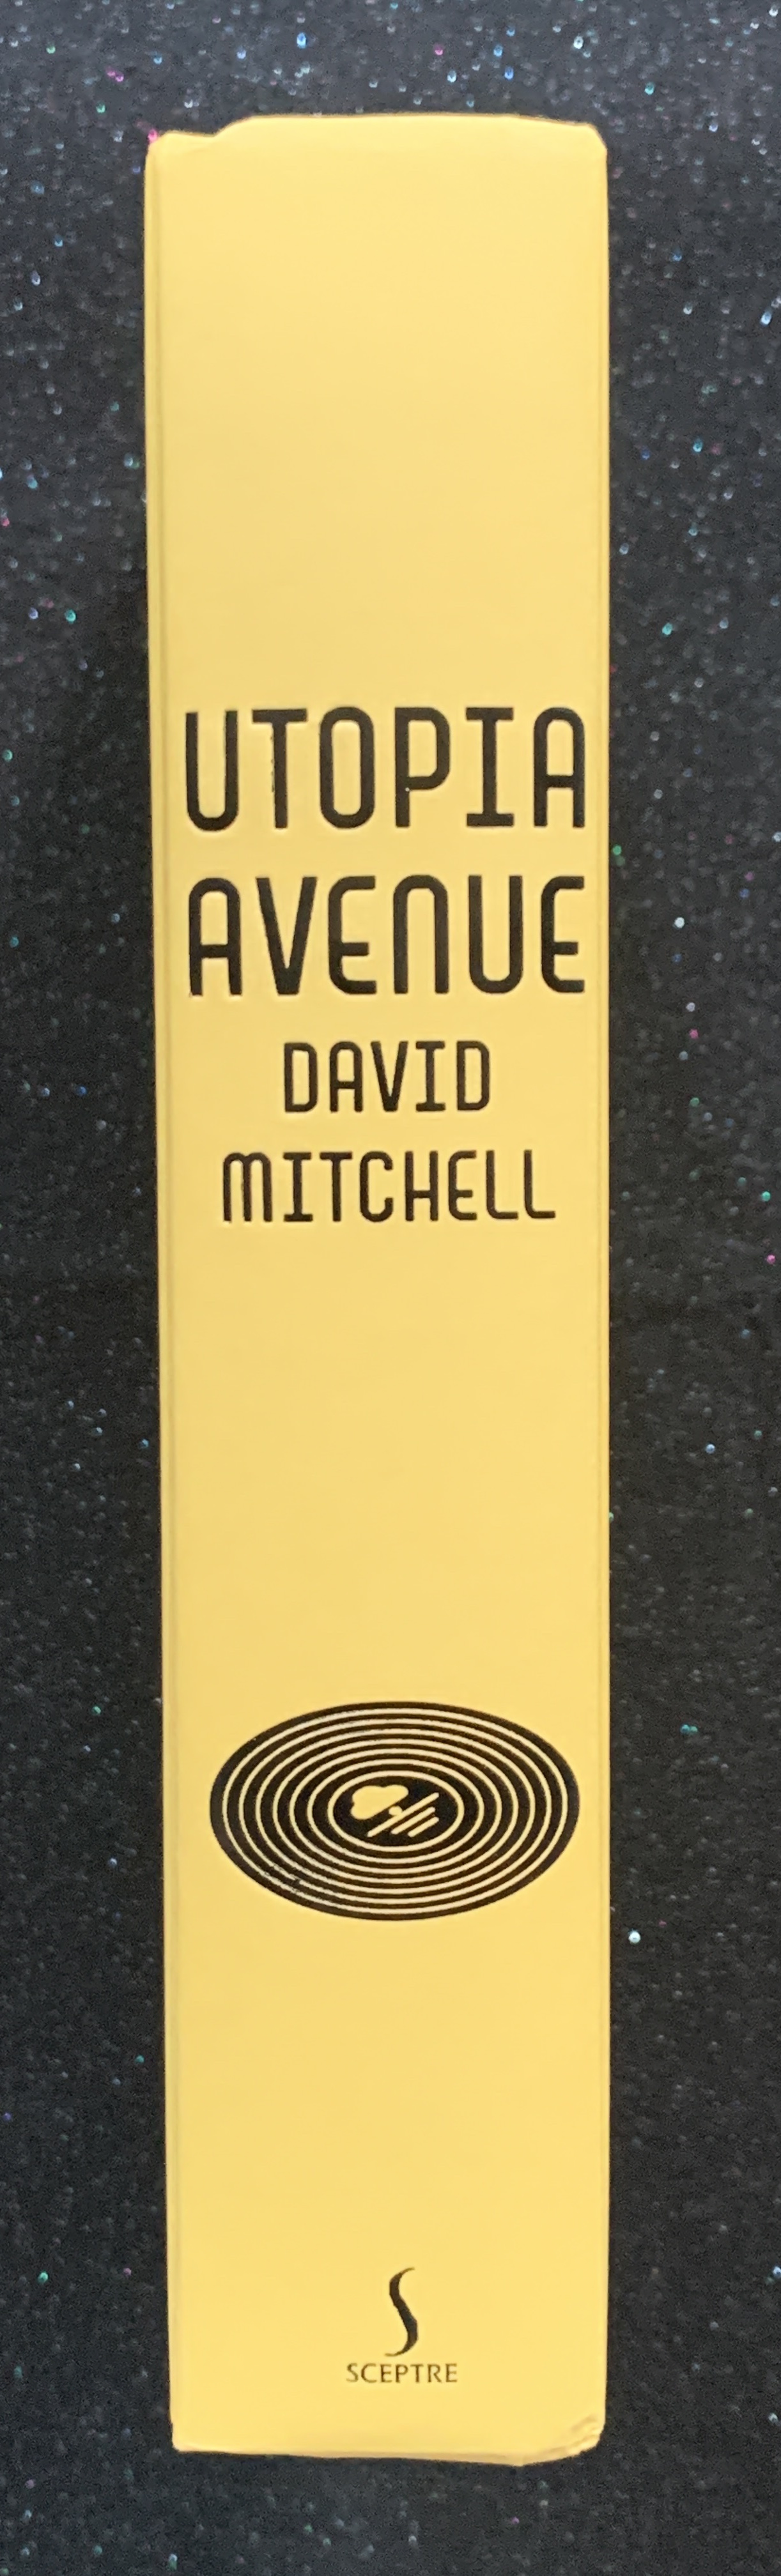 UTOPIA
AVENUE
DAVID
MITCHELL
S
SCEPTRE